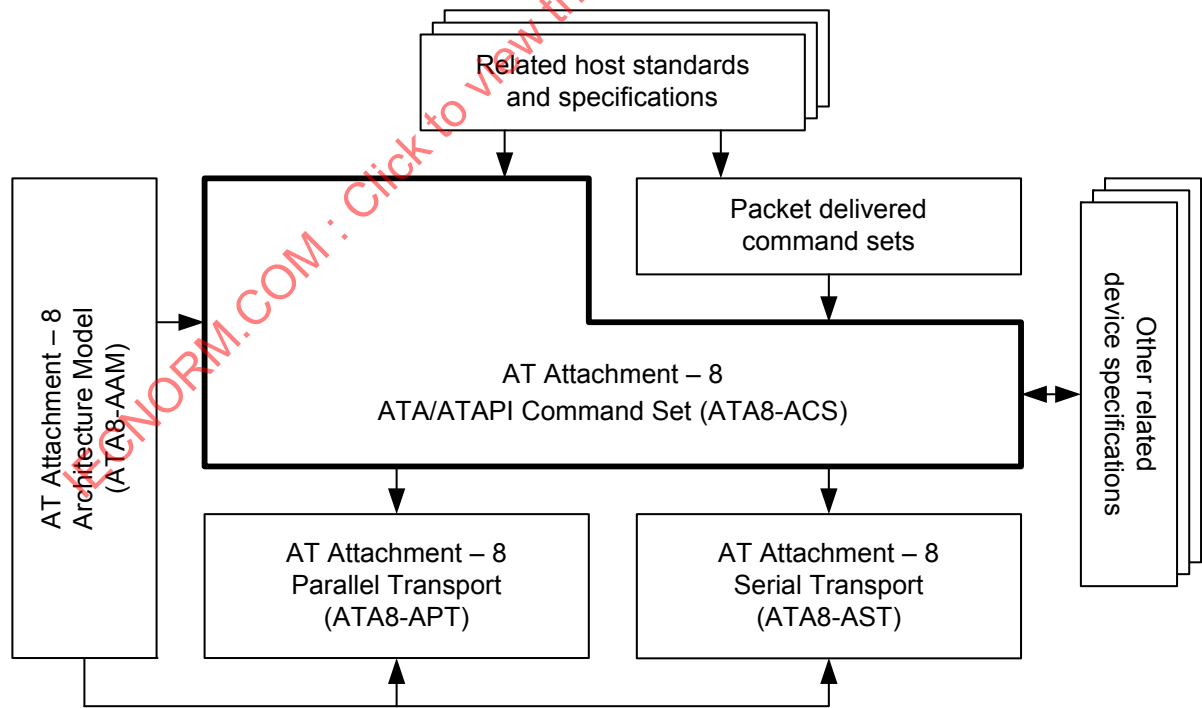 Related host standards
and specifications
IECNORM.COM : Click to view th
Packet delivered
command sets
AT Attachment – 8
Architecture Model
(ATA8-AAM)
AT Attachment – 8
ATA/ATAPI Command Set (ATA8-ACS)
Other related
device specifications
AT Attachment – 8
Parallel Transport
(ATA8-APT)
AT Attachment – 8
Serial Transport
(ATA8-AST)